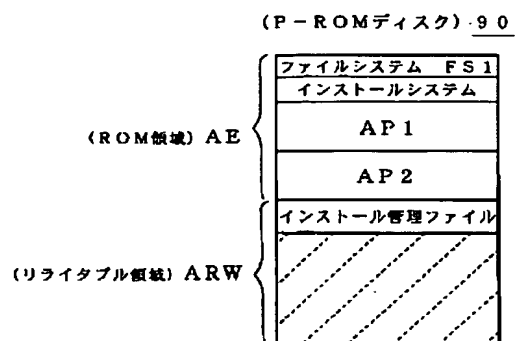 (P－ROMディスク) 90
ファイルシステム FS1
インストールシステム
AP1
(ROM領域) AE
AP2
インストール管理ファイル
(リライタブル領域) ARW